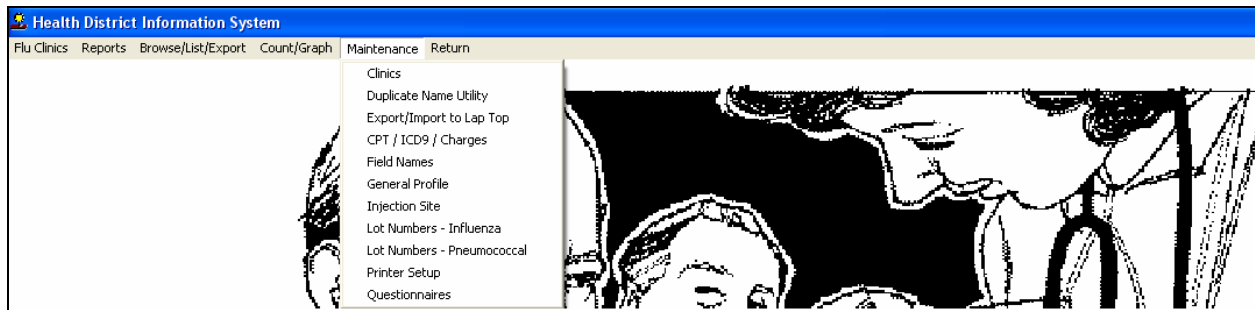 Health District Information System
Flu Clinics Reports Browse/List/Export Count/Graph Maintenance Return
Clinics
Duplicate Name Utility
Export/Import to Lap Top
CPT / ICD9 / Charges
Field Names
General Profile
Injection Site
Lot Numbers - Influenza
Lot Numbers - Pneumococcal
Printer Setup
Questionnaires